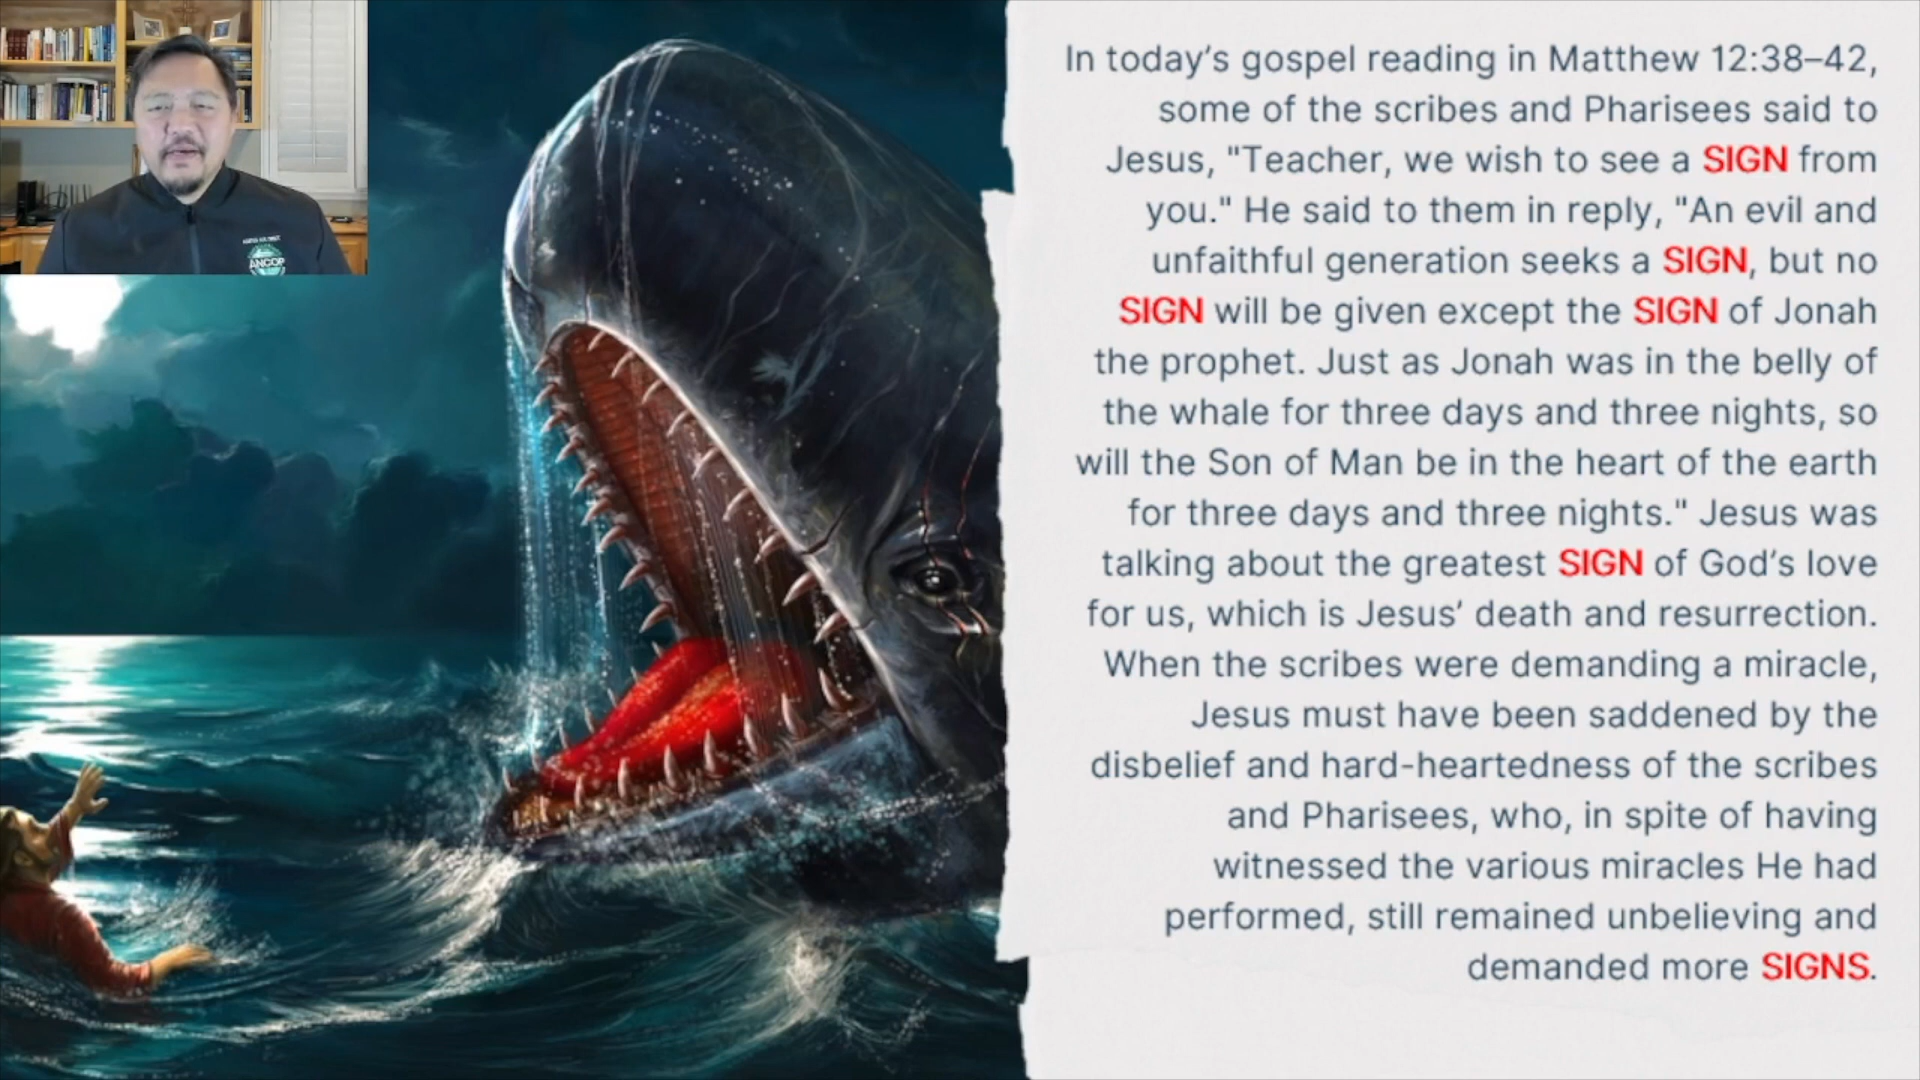 In today’s gospel reading in Matthew 12:38–42,
some of the scribes and Pharisees said to
Jesus, "Teacher, we wish to see a SIGN from
you." He said to them in reply, "An evil and
unfaithful generation seeks a SIGN, but no
SIGN will be given except the SIGN of Jonah
the prophet. Just as Jonah was in the belly of
the whale for three days and three nights, so
will the Son of Man be in the heart of the earth
for three days and three nights." Jesus was
talking about the greatest SIGN of God’s love
for us, which is Jesus’ death and resurrection.
When the scribes were demanding a miracle,
Jesus must have been saddened by the
disbelief and hard-heartedness of the scribes
and Pharisees, who, in spite of having
witnessed the various miracles He had
performed, still remained unbelieving and
demanded more SIGNS.
ANCOP